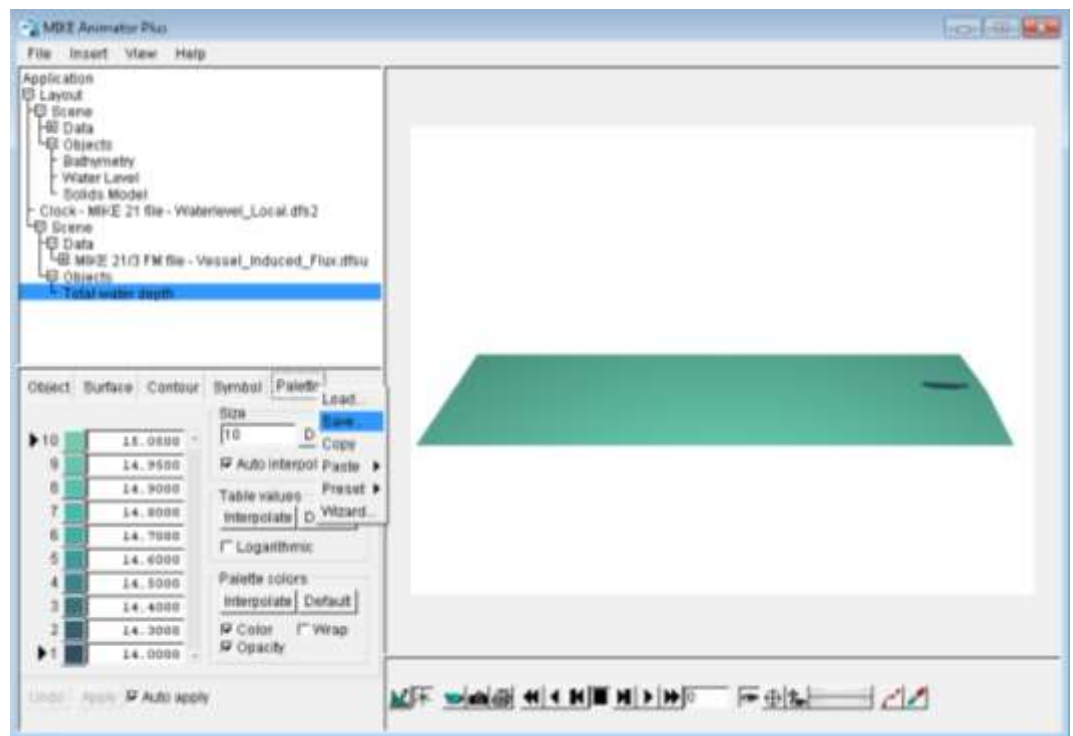 MIKE Animator Plus
File Insert View Help
Application
Layout
Scene
Data
Objects
Bathymetry
Water Level
Solids Model
Clock - MIKE 21 file - Waterlevel_Local.dfs2
Scene
Data
MIKE 21/3 FM file - Vessel_Induced_Flux.dfsu
Objects
Total water depth
Object Surface Contour Symbol Palette
Load...
Save...
Copy
Paste
Preset
Wizard...
Size
10 D
Auto interpol
Table values
Interpolate D
Logarithmic
Palette colors
Interpolate Default
Color Wrap
Opacity
10 15.0000
9 14.9500
8 14.9000
7 14.8000
6 14.7000
5 14.6000
4 14.5000
3 14.4000
2 14.3000
1 14.0000
Undo Apply Auto apply
0